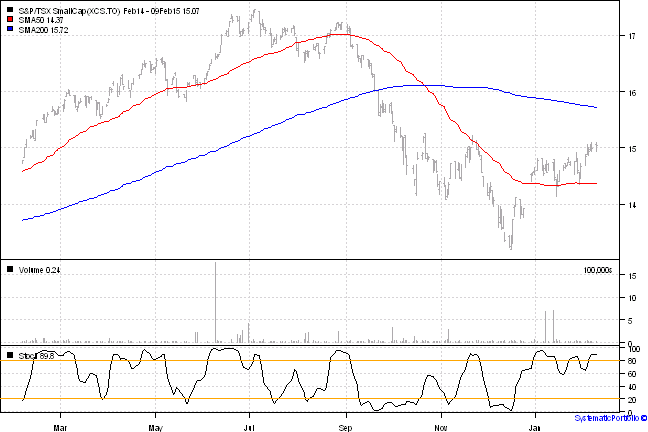 S&P/TSX SmallCap(XCS.TO) Feb14 - 09Feb15 15.07
SMA50 14.37
SMA200 15.72
17
16
15
14
Volume 0.24
100,000s
15
10
5
0
Stoch 89.8
100
80
60
40
20
0
Mar
May
Jul
Sep
Nov
Jan
SystematicPortfolio ©